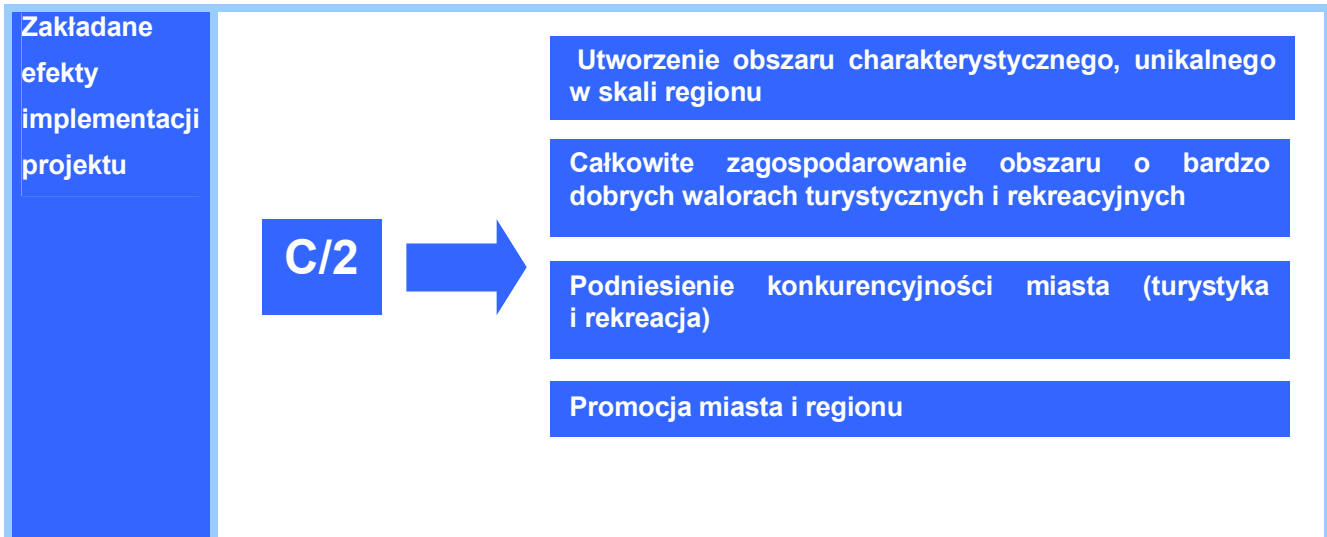 Zakładane
efekty
implementacji
projektu
C/2
Utworzenie obszaru charakterystycznego, unikalnego
w skali regionu
Całkowite zagospodarowanie obszaru o bardzo
dobrych walorach turystycznych i rekreacyjnych
Podniesienie konkurencyjności miasta (turystyka
i rekreacja)
Promocja miasta i regionu